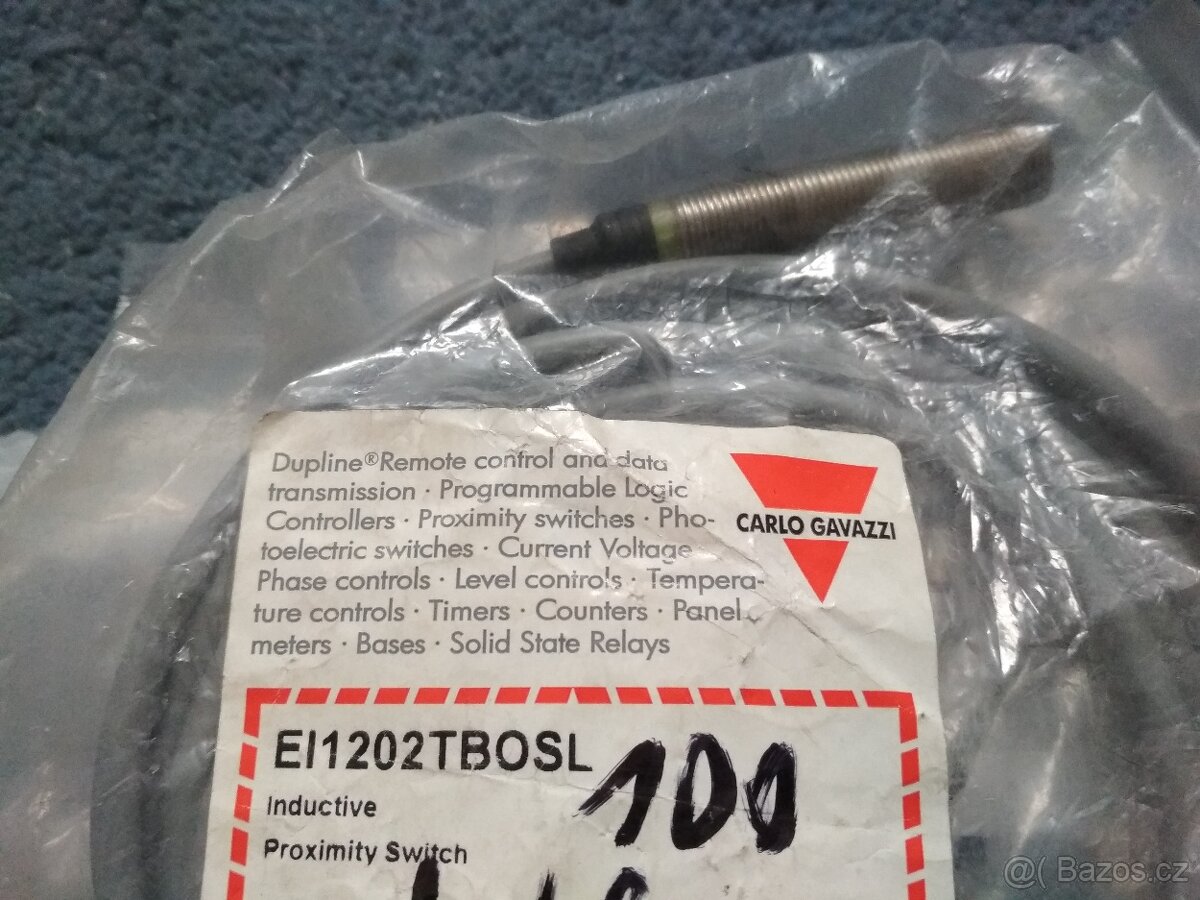 Dupline®Remote control and data
transmission · Programmable Logic
Controllers · Proximity switches · Pho-
toelectric switches · Current Voltage
Phase controls · Level controls · Tempera-
ture controls · Timers · Counters · Panel
meters · Bases · Solid State Relays
CARLO GAVAZZI
EI1202TBOSL
100
Inductive
Proximity Switch
@( Bazos.cz